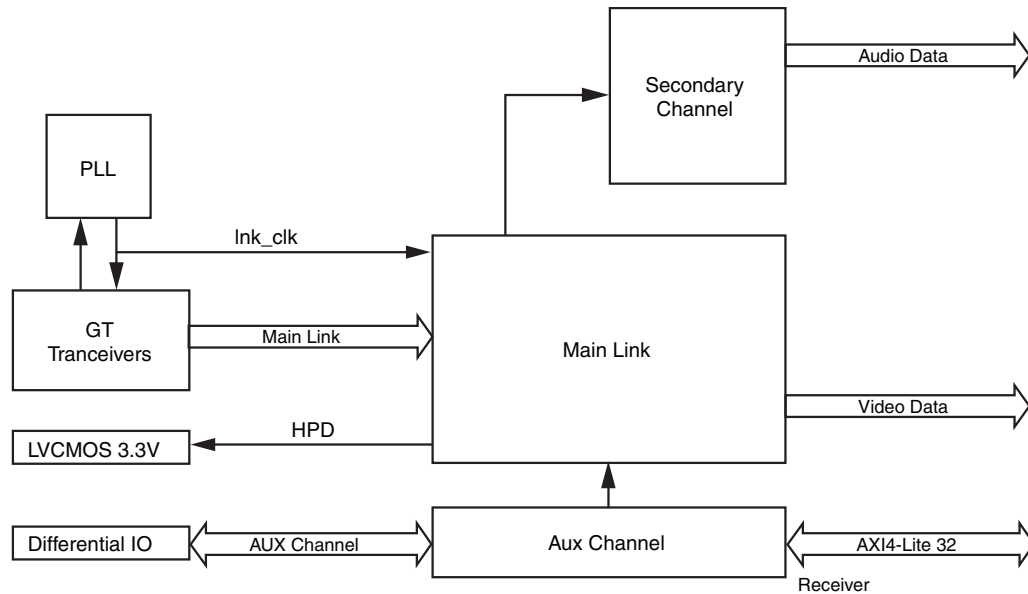 Audio Data
Secondary
Channel
PLL
lnk_clk
GT
Tranceivers
Main Link
Main Link
Video Data
HPD
LVCMOS 3.3V
Differential IO
AUX Channel
Aux Channel
AXI4-Lite 32
Receiver